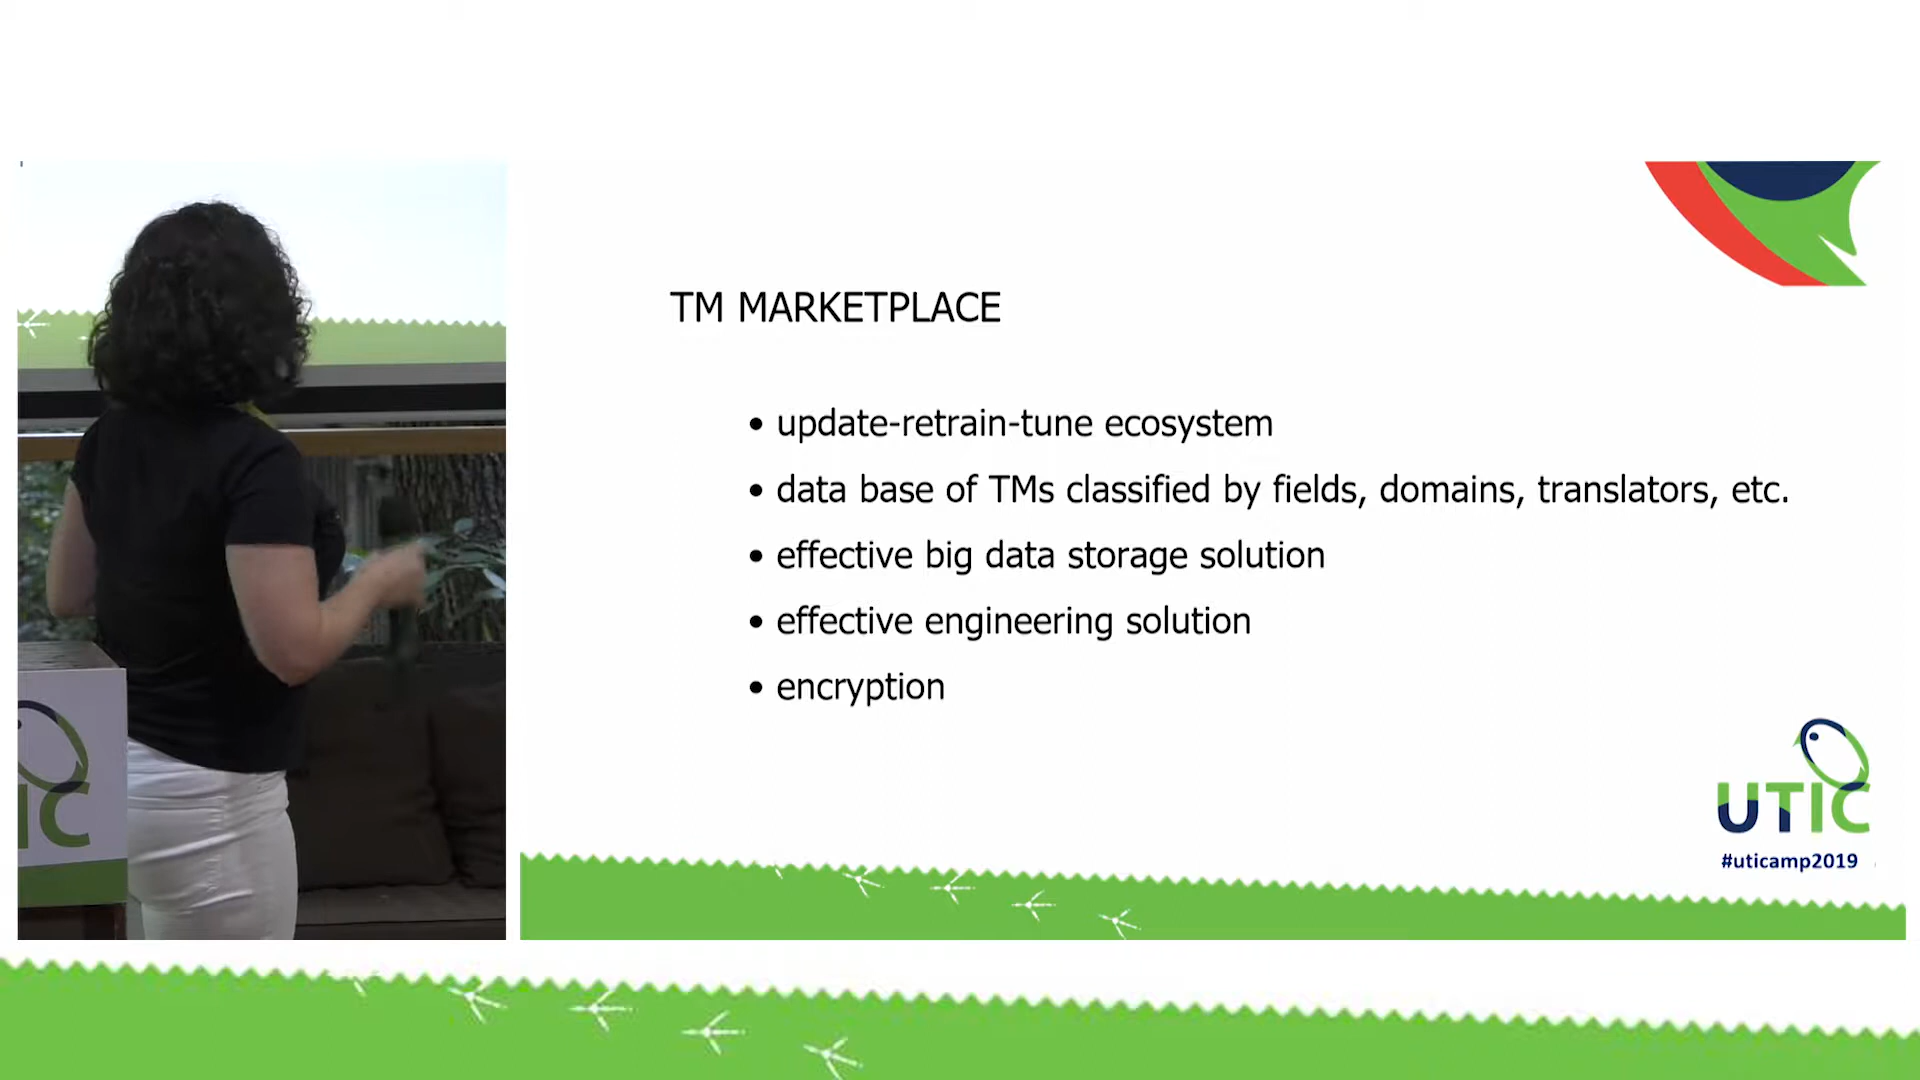 TM MARKETPLACE
• update-retrain-tune ecosystem
• data base of TMs classified by fields, domains, translators, etc.
• effective big data storage solution
• effective engineering solution
• encryption
UTIC
#uticamp2019
IC